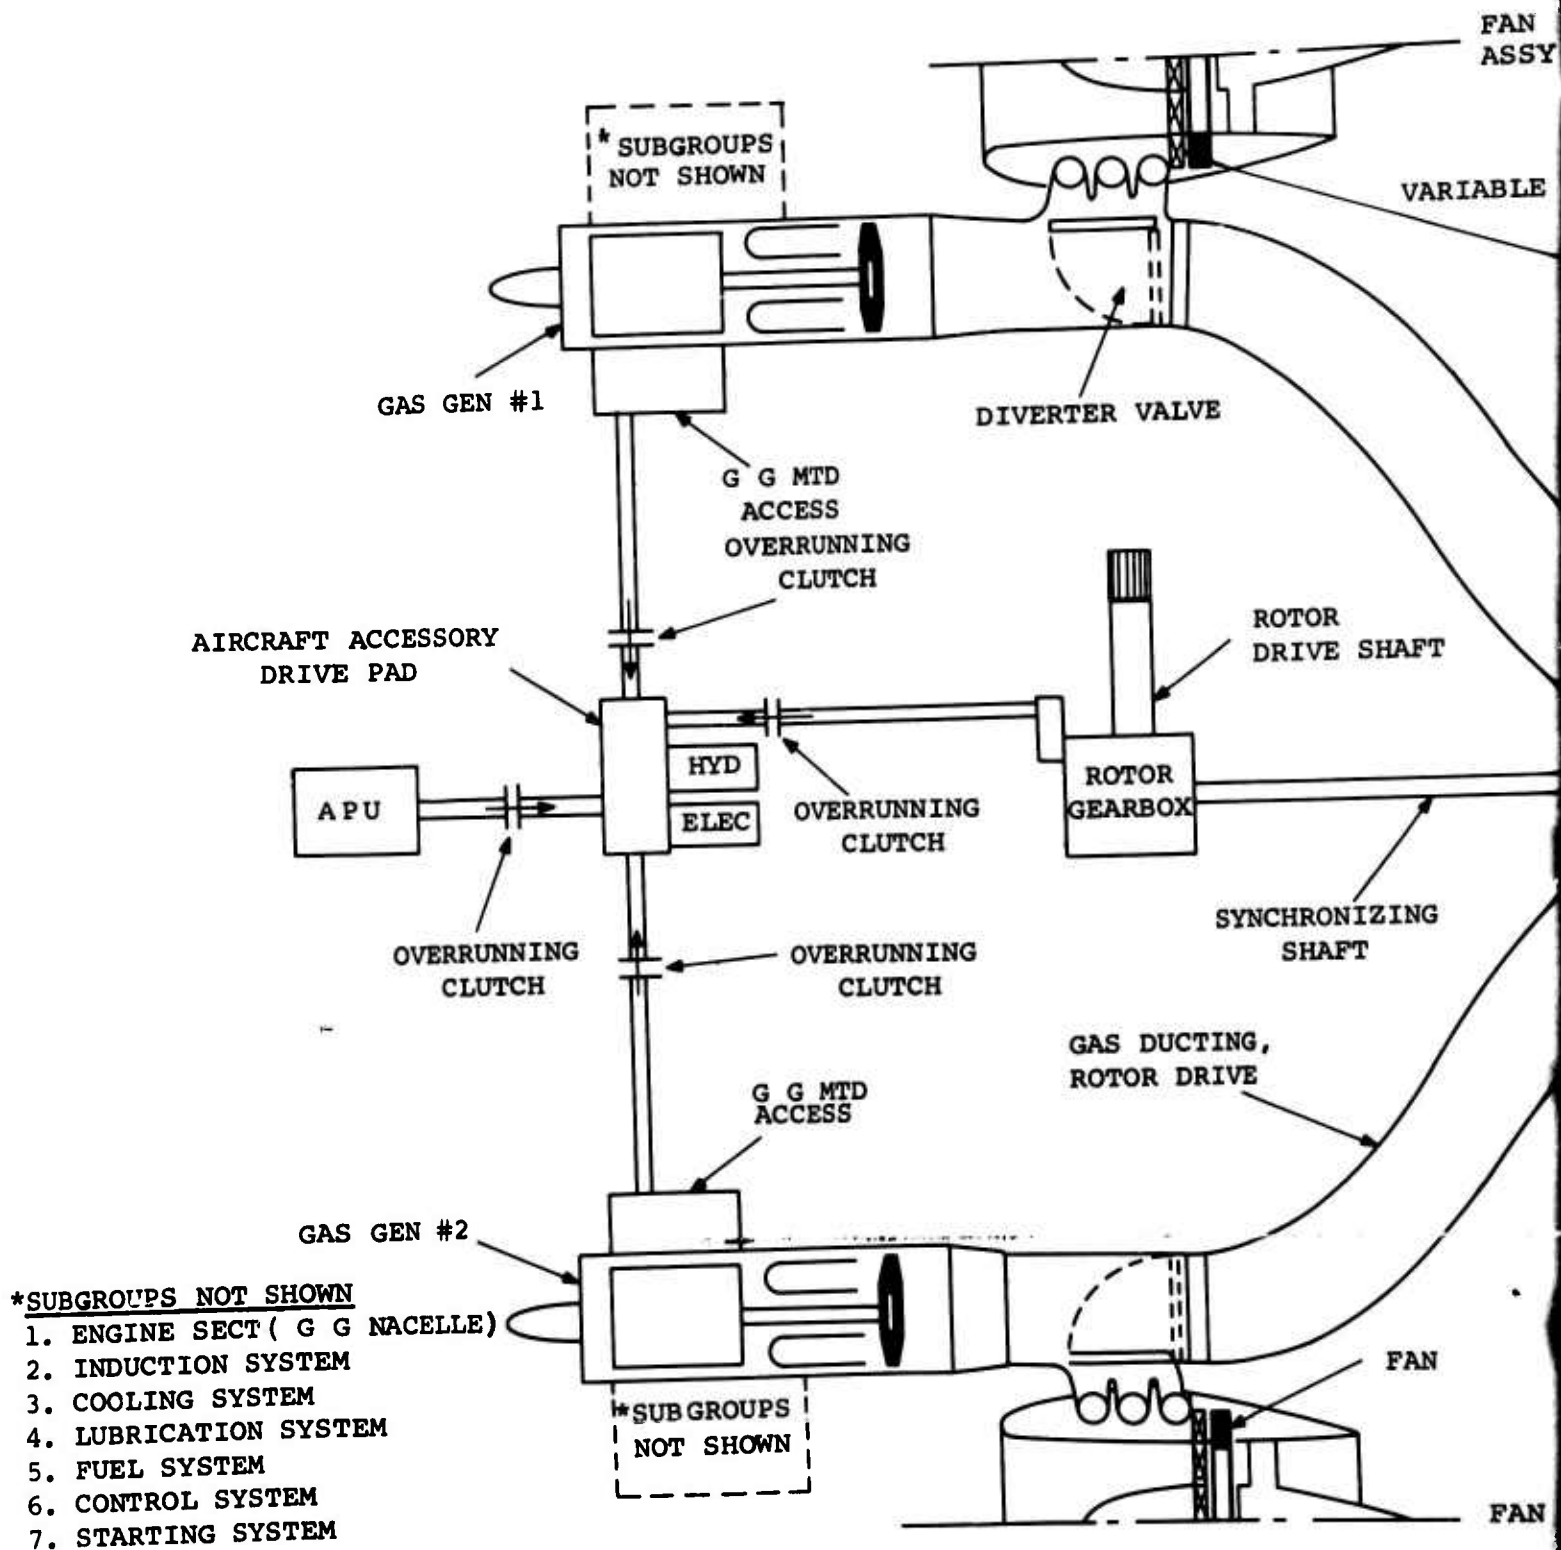 FAN
ASSY
* SUBGROUPS
NOT SHOWN
VARIABLE
GAS GEN #1
DIVERTER VALVE
G G MTD
ACCESS
OVERRUNNING
CLUTCH
AIRCRAFT ACCESSORY
DRIVE PAD
ROTOR
DRIVE SHAFT
HYD
ELEC
APU
ROTOR
GEARBOX
OVERRUNNING
CLUTCH
SYNCHRONIZING
SHAFT
OVERRUNNING
CLUTCH
OVERRUNNING
CLUTCH
GAS DUCTING,
ROTOR DRIVE
G G MTD
ACCESS
GAS GEN #2
*SUBGROUPS NOT SHOWN
1. ENGINE SECT( G G NACELLE)
2. INDUCTION SYSTEM
3. COOLING SYSTEM
4. LUBRICATION SYSTEM
5. FUEL SYSTEM
6. CONTROL SYSTEM
7. STARTING SYSTEM
*SUBGROUPS
NOT SHOWN
FAN
FAN